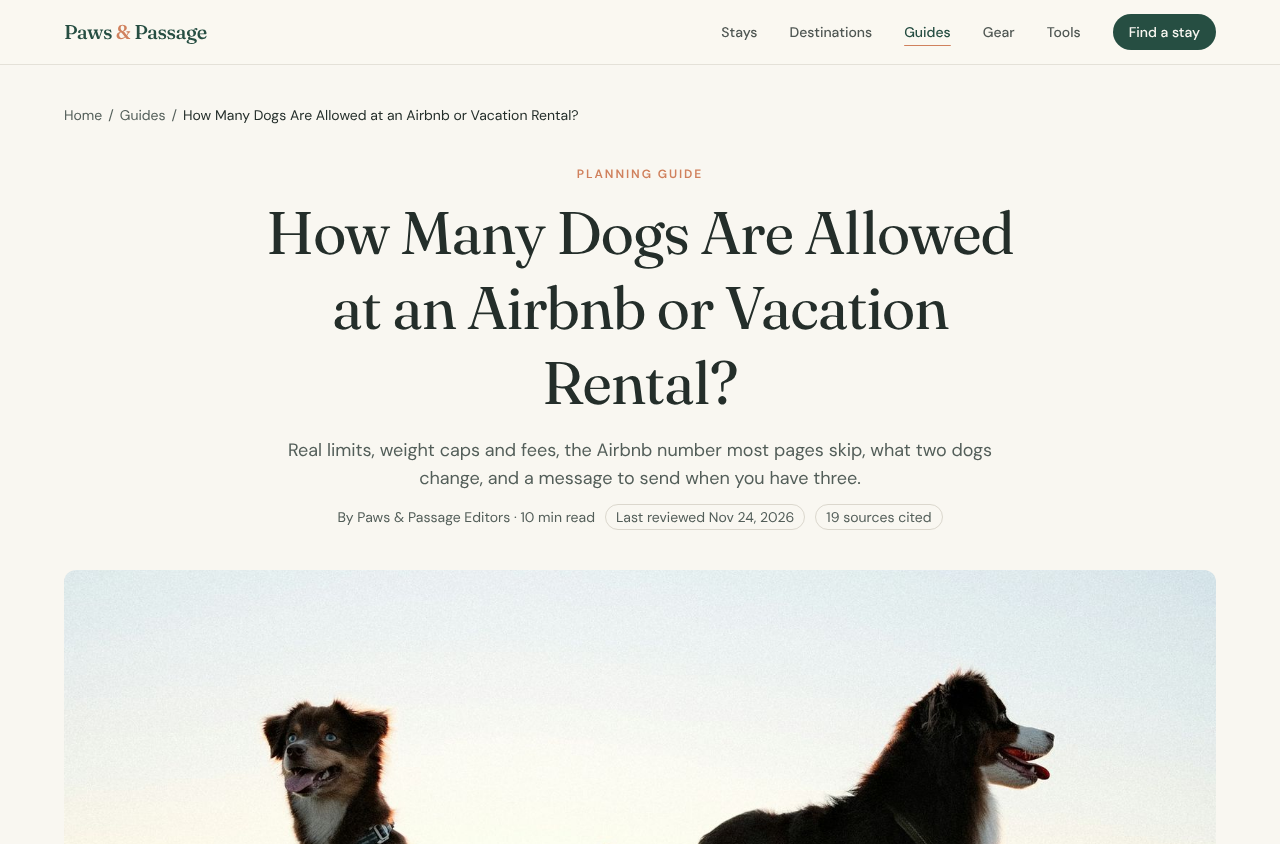 Paws & Passage
Stays
Destinations
Guides
Gear
Tools
Find a stay
Home / Guides / How Many Dogs Are Allowed at an Airbnb or Vacation Rental?
PLANNING GUIDE
How Many Dogs Are Allowed
at an Airbnb or Vacation
Rental?
Real limits, weight caps and fees, the Airbnb number most pages skip, what two dogs
change, and a message to send when you have three.
By Paws & Passage Editors · 10 min read
Last reviewed Nov 24, 2026
19 sources cited